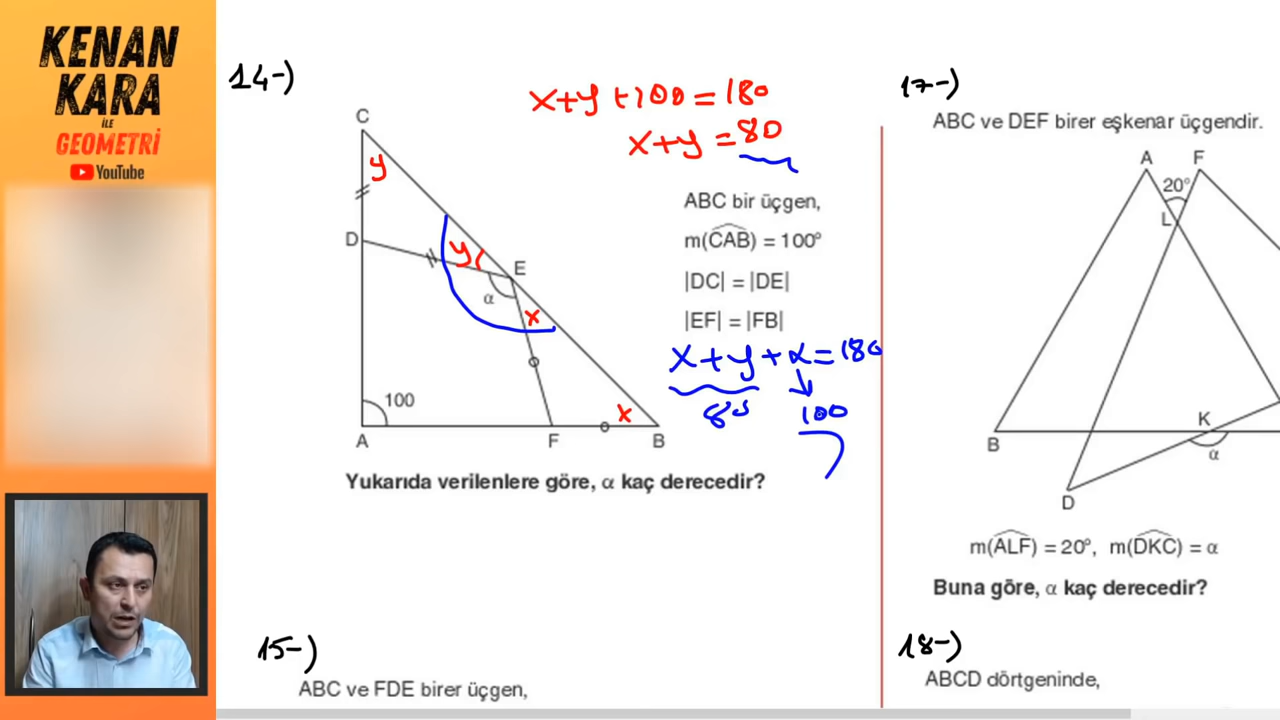 KENAN
KARA
İLE
GEOMETRİ
YouTube
14-)
x+y+100=180
x+y=80
C
y
D
y
E
α
x
100
x
A
F
B
ABC bir üçgen,
m(CAB) = 100°
|DC| = |DE|
|EF| = |FB|
x+y+α=180
80
100
Yukarıda verilenlere göre, α kaç derecedir?
15-)
ABC ve FDE birer üçgen,
17-)
ABC ve DEF birer eşkenar üçgendir.
A
F
20°
L
K
B
α
D
m(ALF) = 20°, m(DKC) = α
Buna göre, α kaç derecedir?
18-)
ABCD dörtgeninde,